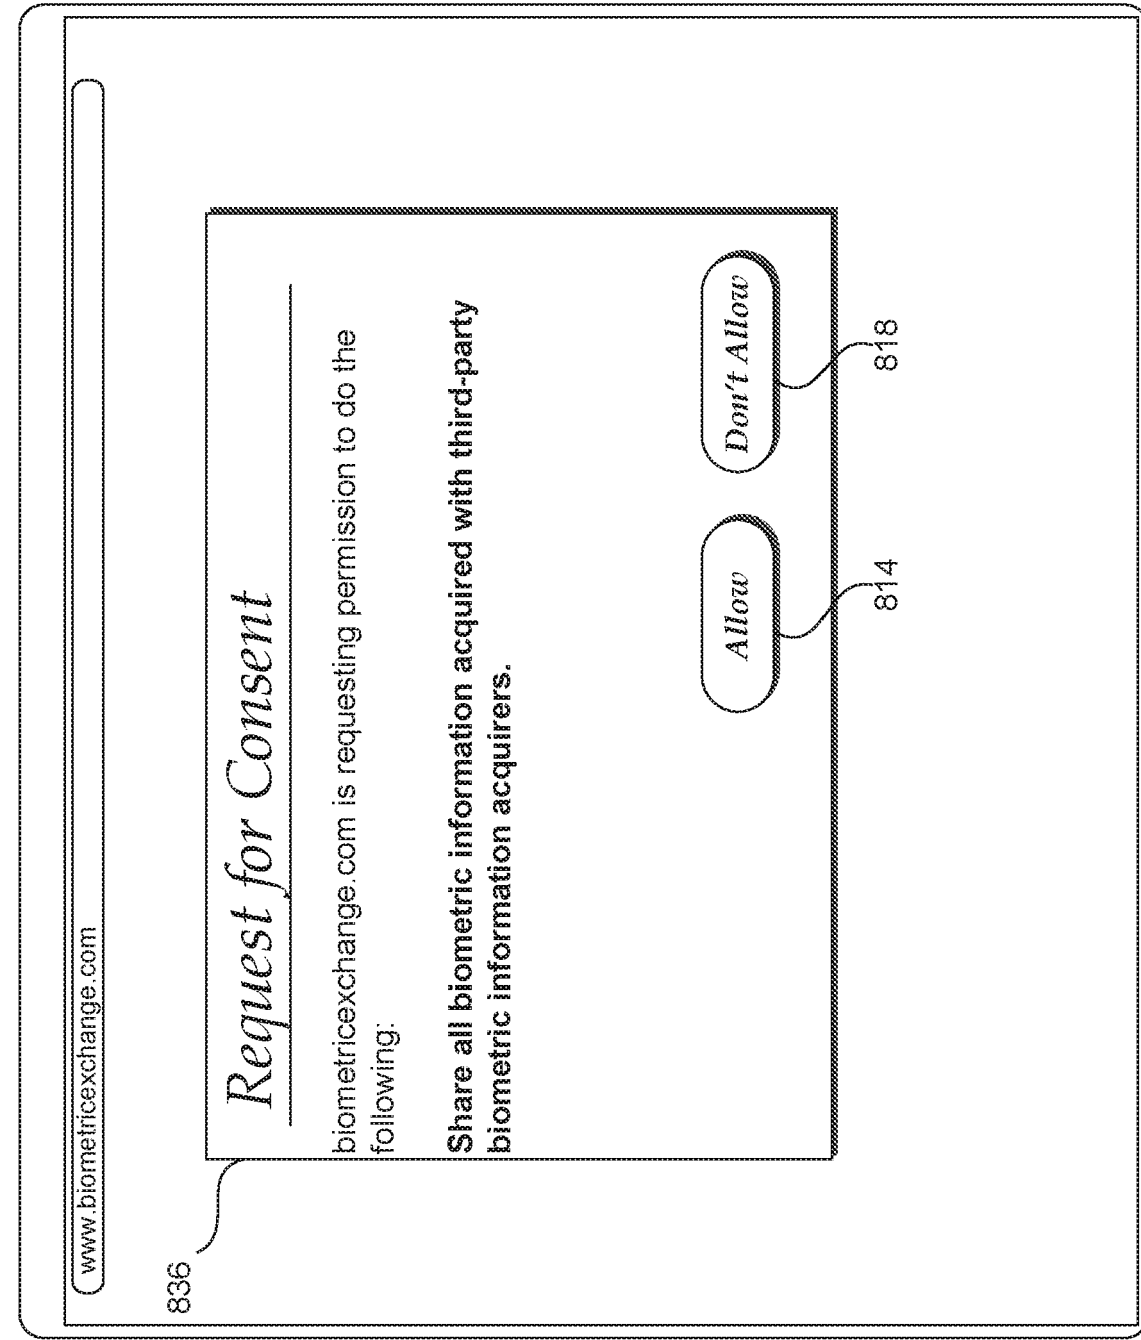 www.biometricexchange.com
836
Request for Consent
biometricexchange.com is requesting permission to do the
following:
Share all biometric information acquired with third-party
biometric information acquirers.
Allow
Don't Allow
814
818